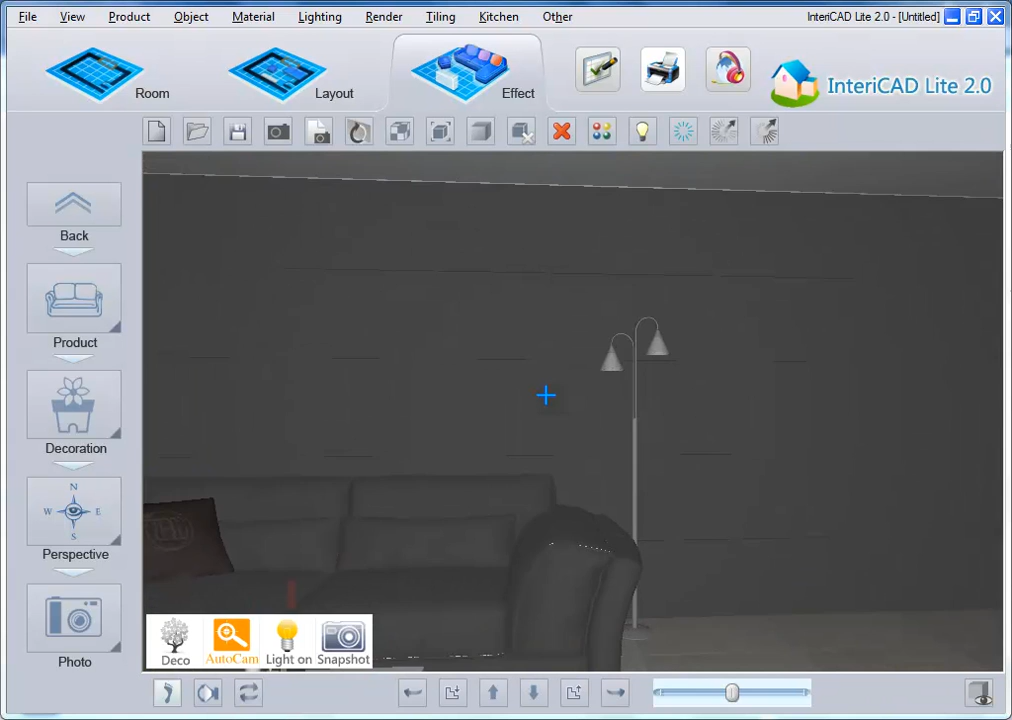 File View Product Object Material Lighting Render Tiling Kitchen Other InteriCAD Lite 2.0 - [Untitled]
Room Layout Effect InteriCAD Lite 2.0
Back
Product
Decoration
N
W E
S
Perspective
Photo
Deco AutoCam Light on Snapshot